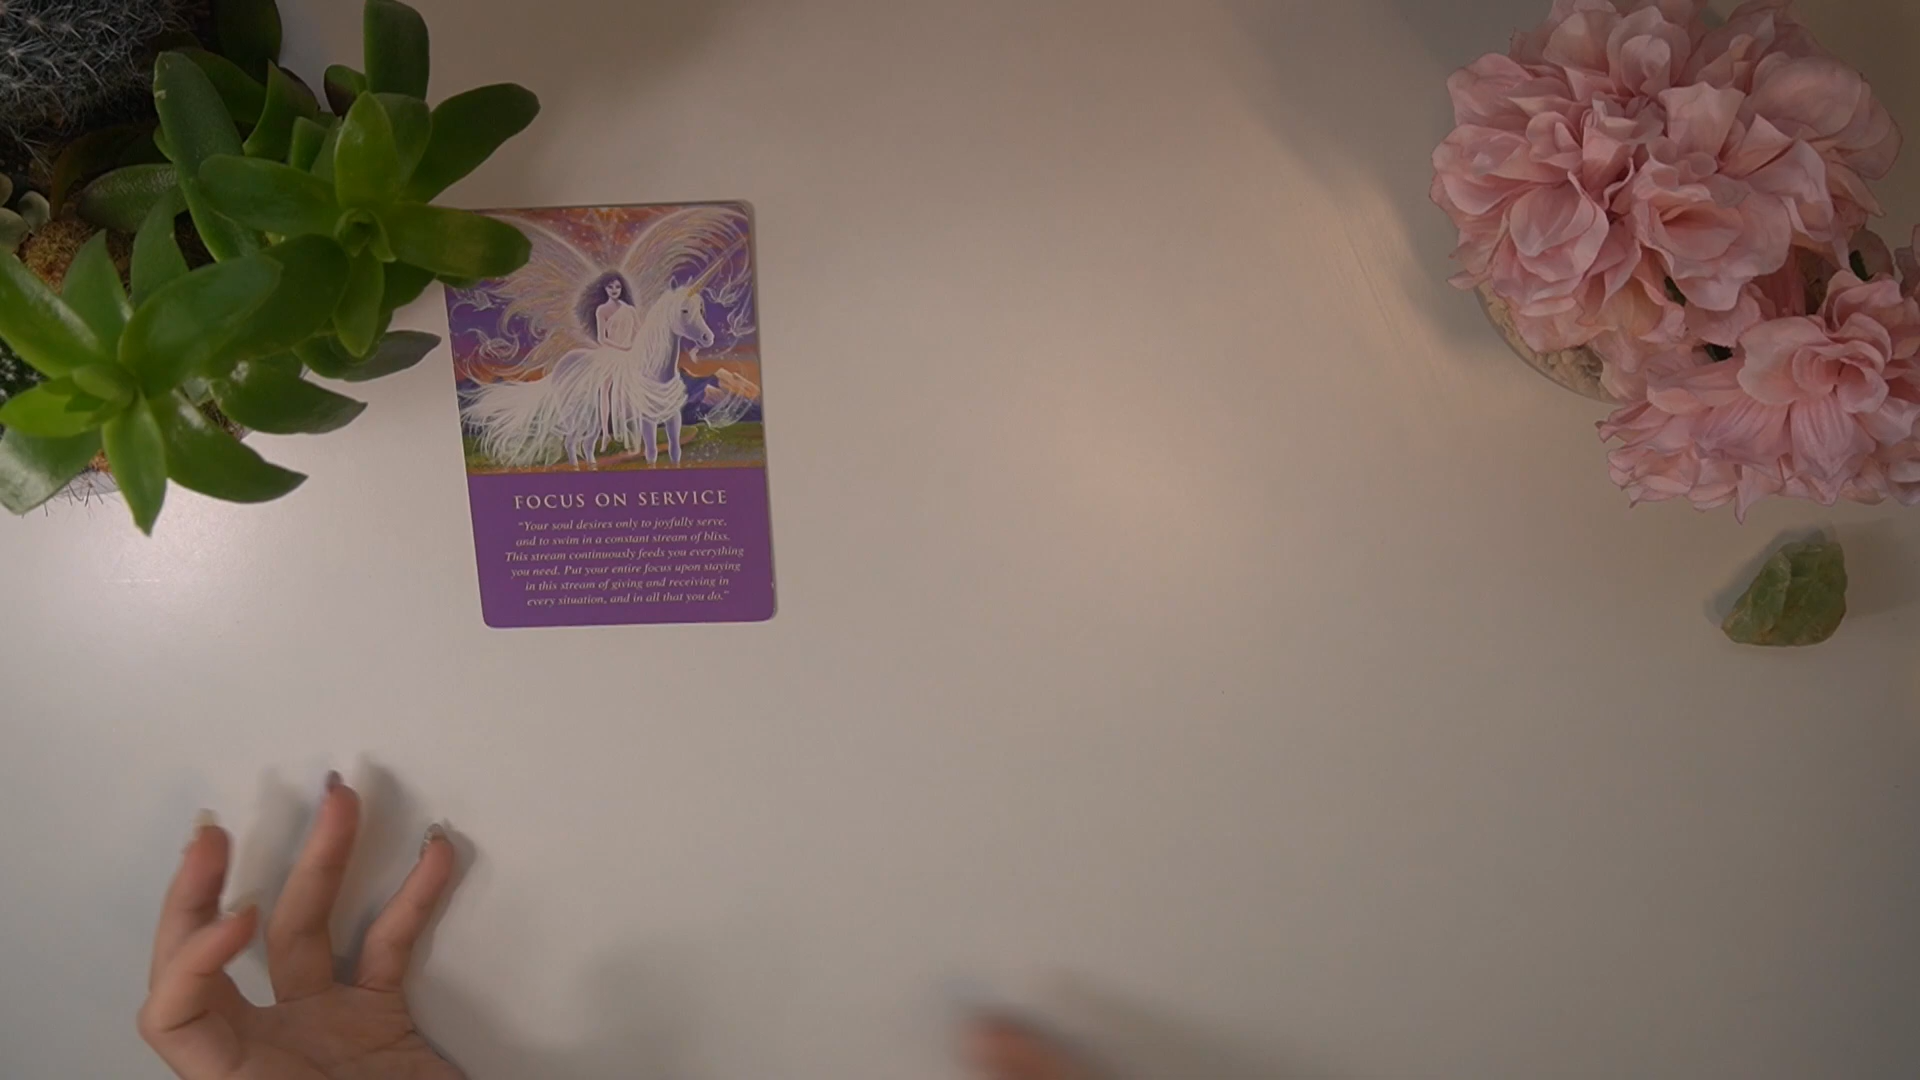 FOCUS ON SERVICE
"Your soul desires only to joyfully serve,
and to swim in a constant stream of bliss.
This stream continuously feeds you everything
you need. Put your entire focus upon staying
in this stream of giving and receiving in
every situation, and in all that you do."